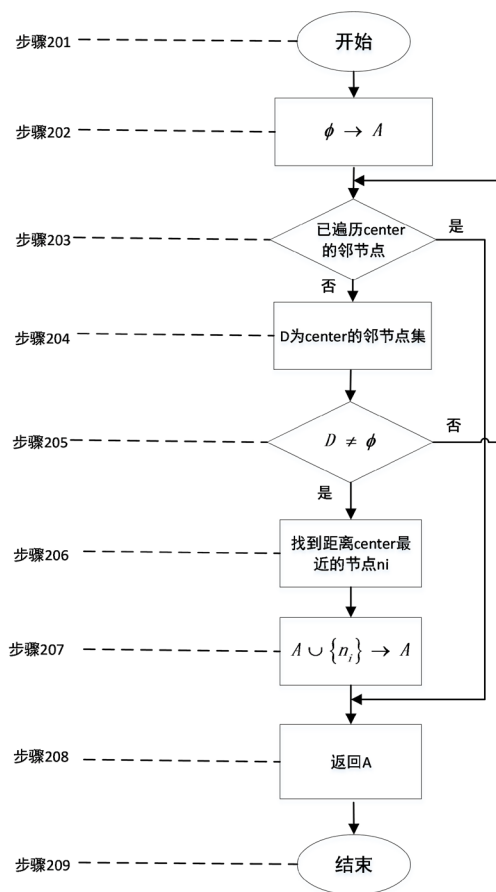 步骤201
开始
步骤202
ϕ → A
步骤203
已遍历center
的邻节点
是
否
步骤204
D为center的邻节点集
步骤205
D ≠ ϕ
否
是
步骤206
找到距离center最
近的节点ni
步骤207
A ∪ {n_i} → A
步骤208
返回A
步骤209
结束